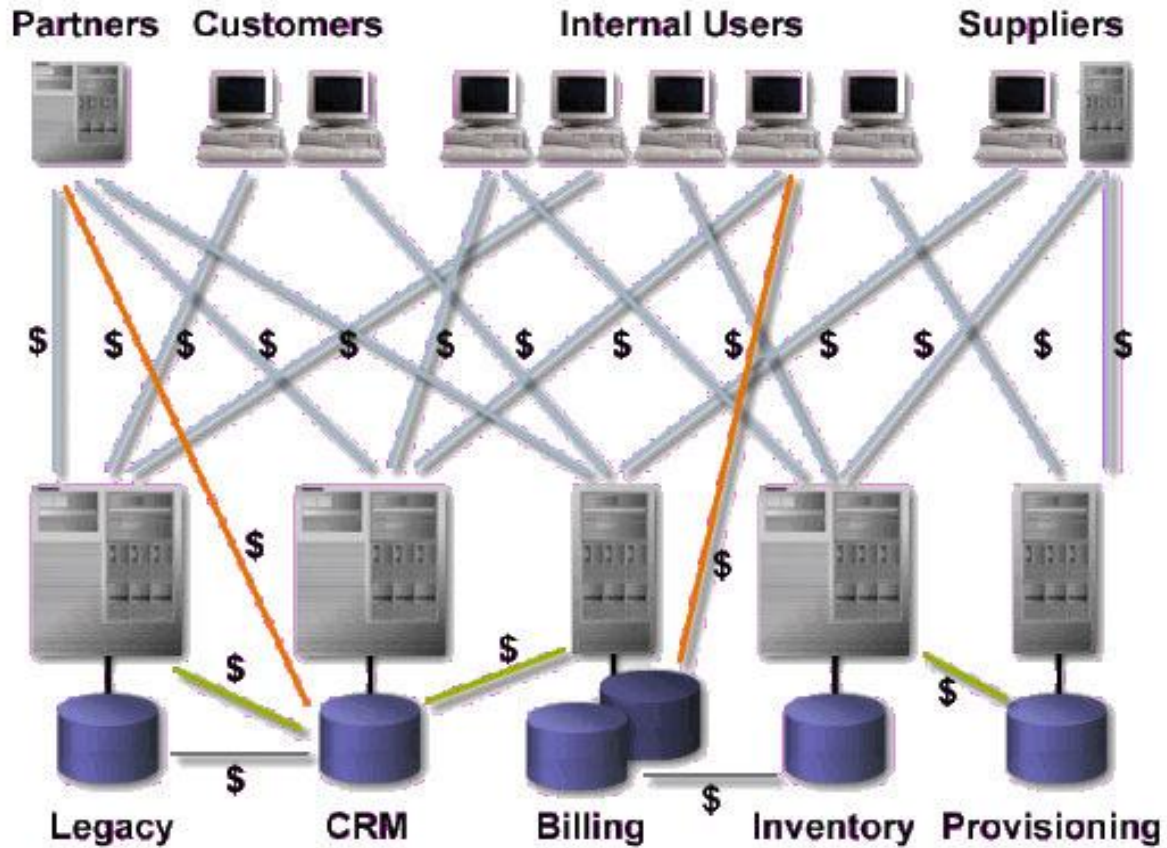 Partners Customers Internal Users Suppliers
$ $ $ $ $ $ $ $ $ $ $ $ $
$ $
$ $ $
$ $
Legacy CRM Billing Inventory Provisioning